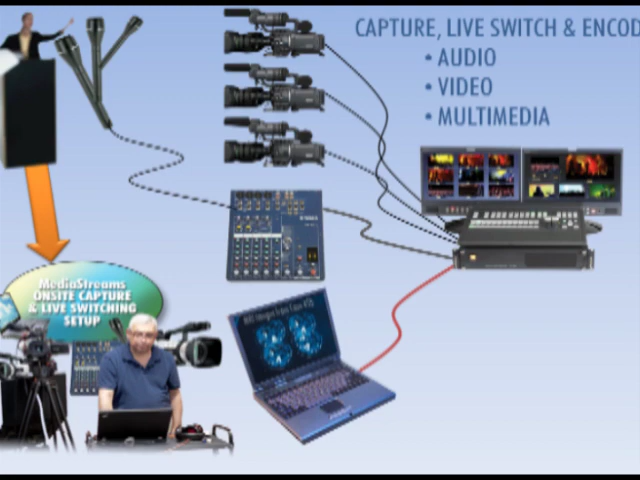 CAPTURE, LIVE SWITCH & ENCOD
• AUDIO
• VIDEO
• MULTIMEDIA
MediaStreams
ONSITE CAPTURE
& LIVE SWITCHING
SETUP